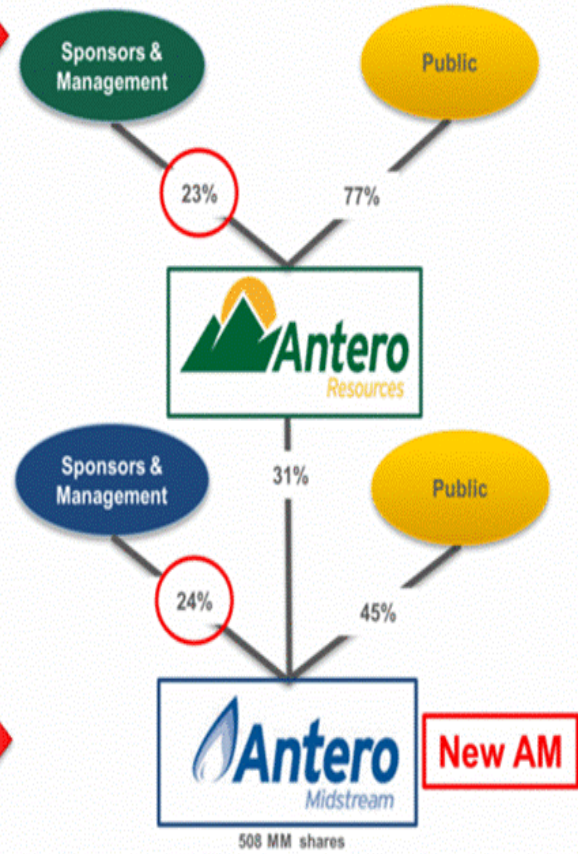 Sponsors &
Management
Public
23%
77%
Antero
Resources
31%
Sponsors &
Management
Public
24%
45%
Antero
Midstream
New AM
508 MM shares